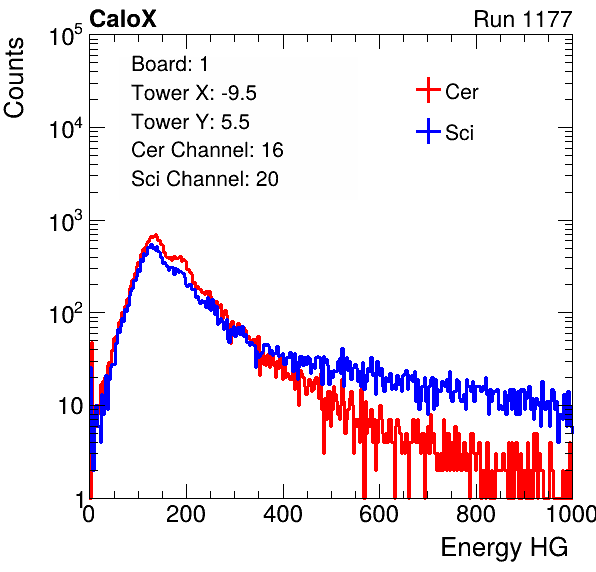 CaloX Run 1177
Counts
Board: 1
Tower X: -9.5
Tower Y: 5.5
Cer Channel: 16
Sci Channel: 20
Cer
Sci
10^5
10^4
10^3
10^2
10
1
0 200 400 600 800 1000
Energy HG